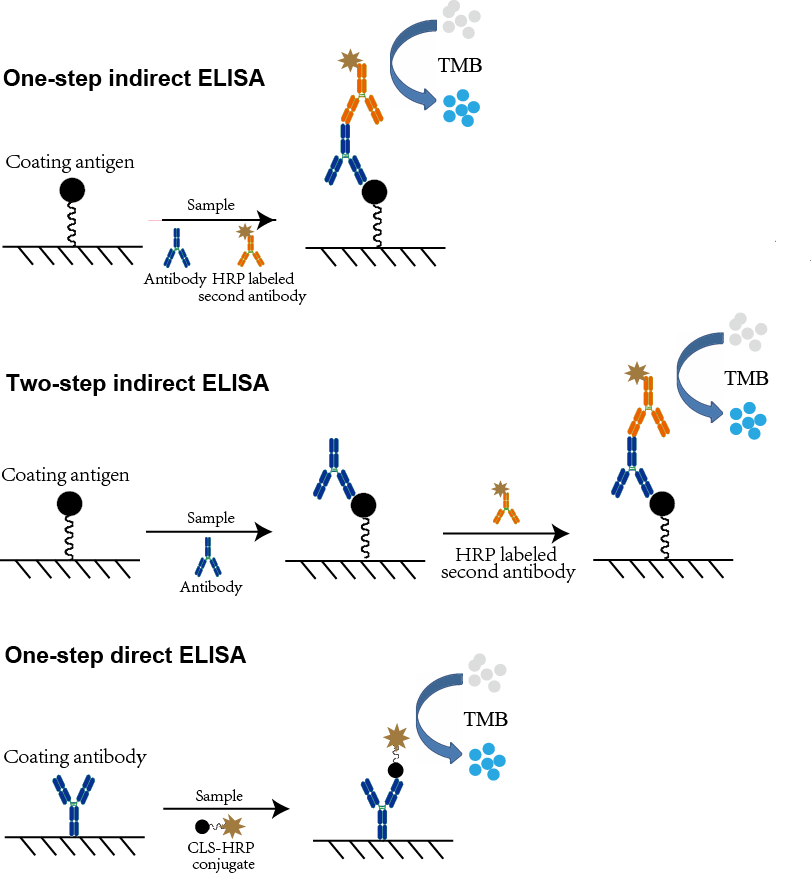 One-step indirect ELISA
TMB
Coating antigen
Sample
Antibody
HRP labeled
second antibody
Two-step indirect ELISA
TMB
Coating antigen
Sample
Antibody
HRP labeled
second antibody
One-step direct ELISA
TMB
Coating antibody
Sample
CLS-HRP
conjugate